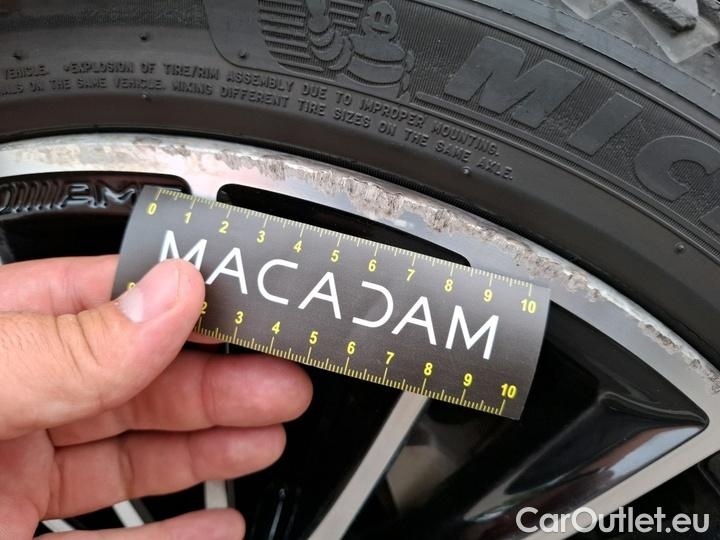 VEHICLE. *EXPLOSION OF TIRE/RIM ASSEMBLY DUE TO IMPROPER MOUNTING.
ON THE SAME VEHICLE. MIXING DIFFERENT TIRE SIZES ON THE SAME AXLE.
MIC
AM
0 1 2 3 4 5 6 7 8 9 10
MACADAM
2 3 4 5 6 7 8 9 10
CarOutlet.eu